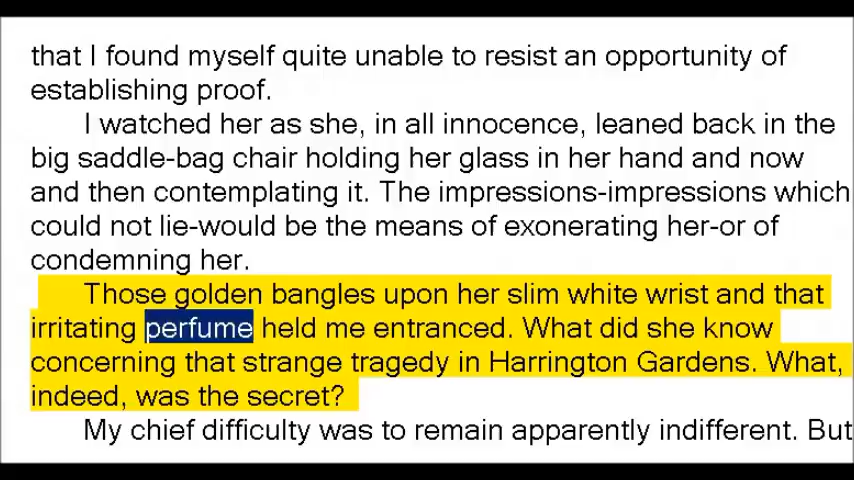 that I found myself quite unable to resist an opportunity of
establishing proof.
I watched her as she, in all innocence, leaned back in the
big saddle-bag chair holding her glass in her hand and now
and then contemplating it. The impressions-impressions which
could not lie-would be the means of exonerating her-or of
condemning her.
Those golden bangles upon her slim white wrist and that
irritating perfume held me entranced. What did she know
concerning that strange tragedy in Harrington Gardens. What,
indeed, was the secret?
My chief difficulty was to remain apparently indifferent. But